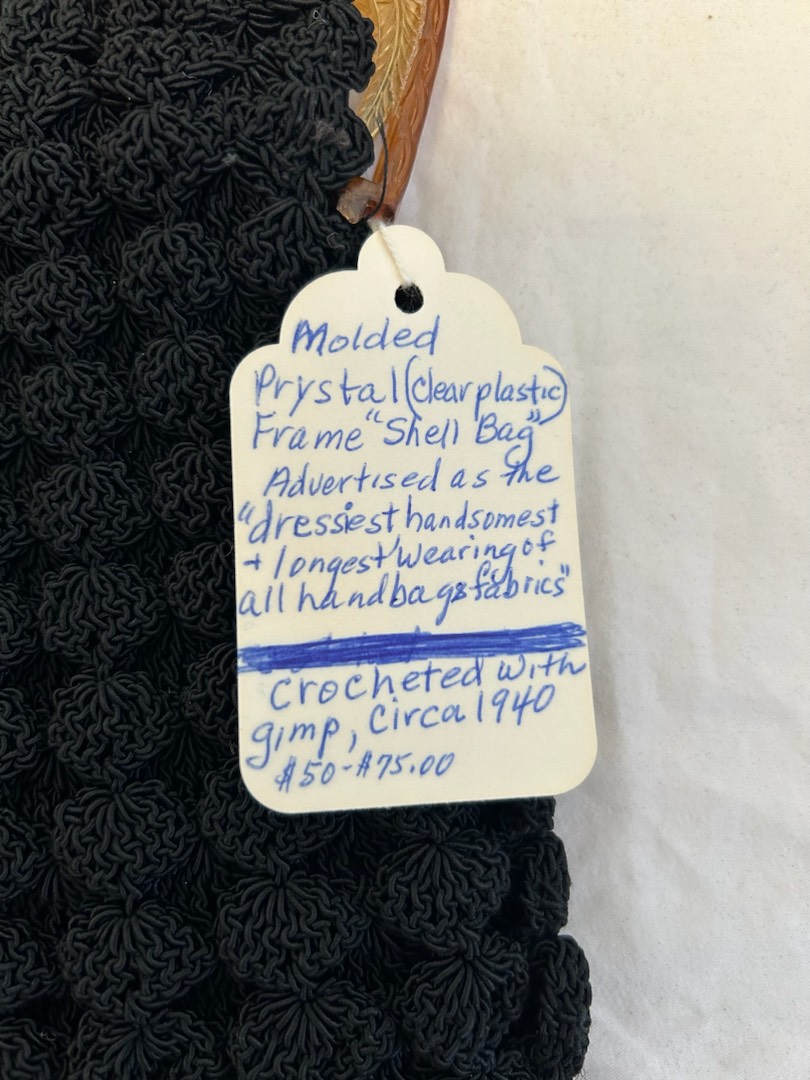 Molded
Prystal (clear plastic)
Frame "Shell Bag"
Advertised as the
"dressiest handsomest
+ longest wearing of
all handbags fabrics"
Crocheted with
gimp, Circa 1940
$50-$75.00